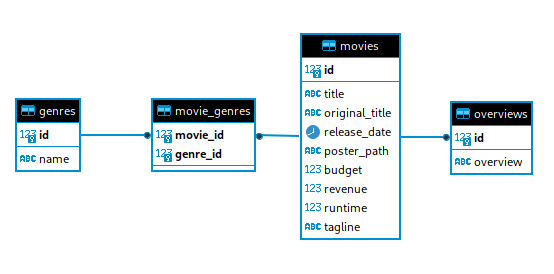 genres
123 id
ABC name
movie_genres
123 movie_id
123 genre_id
movies
123 id
ABC title
ABC original_title
release_date
ABC poster_path
123 budget
123 revenue
123 runtime
ABC tagline
overviews
123 id
ABC overview